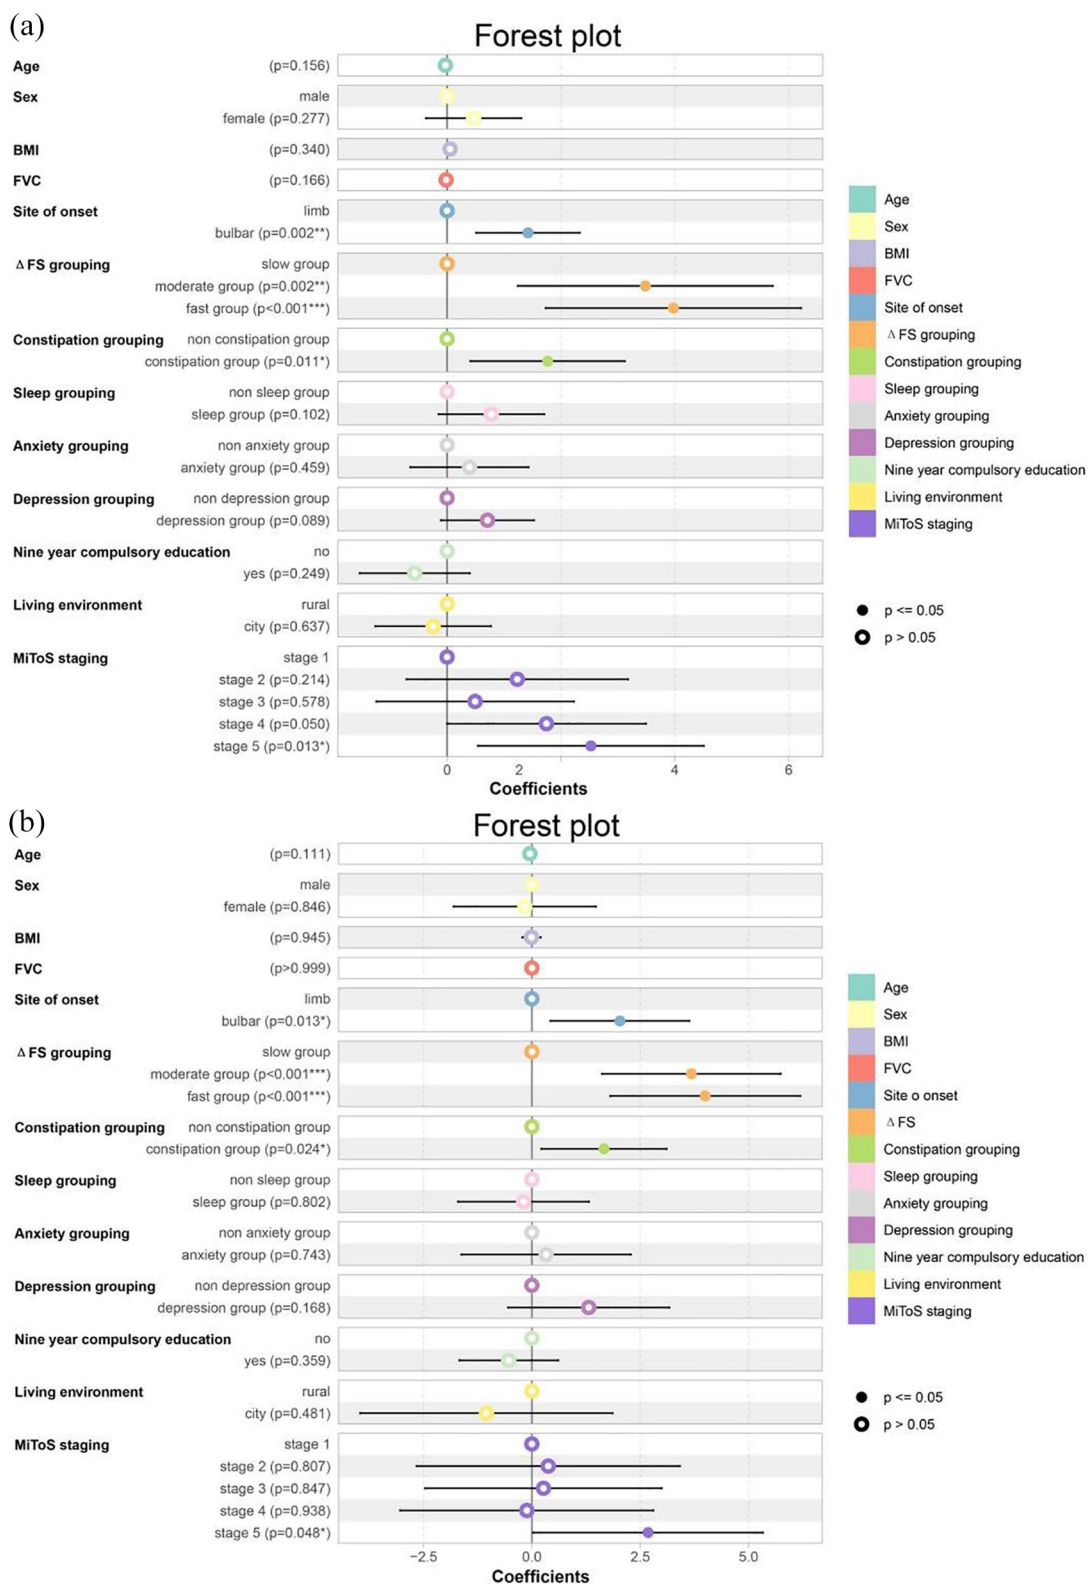 (a)
Forest plot
Age (p=0.156)
Sex male
female (p=0.277)
BMI (p=0.340)
FVC (p=0.166)
Site of onset limb
bulbar (p=0.002**)
Δ FS grouping slow group
moderate group (p=0.002**)
fast group (p<0.001***)
Constipation grouping non constipation group
constipation group (p=0.011*)
Sleep grouping non sleep group
sleep group (p=0.102)
Anxiety grouping non anxiety group
anxiety group (p=0.459)
Depression grouping non depression group
depression group (p=0.089)
Nine year compulsory education no
yes (p=0.249)
Living environment rural
city (p=0.637)
MiToS staging stage 1
stage 2 (p=0.214)
stage 3 (p=0.578)
stage 4 (p=0.050)
stage 5 (p=0.013*)
0 2 4 6
Coefficients
Age
Sex
BMI
FVC
Site of onset
Δ FS grouping
Constipation grouping
Sleep grouping
Anxiety grouping
Depression grouping
Nine year compulsory education
Living environment
MiToS staging
p <= 0.05
p > 0.05
(b)
Forest plot
Age (p=0.111)
Sex male
female (p=0.846)
BMI (p=0.945)
FVC (p>0.999)
Site of onset limb
bulbar (p=0.013*)
Δ FS grouping slow group
moderate group (p<0.001***)
fast group (p<0.001***)
Constipation grouping non constipation group
constipation group (p=0.024*)
Sleep grouping non sleep group
sleep group (p=0.802)
Anxiety grouping non anxiety group
anxiety group (p=0.743)
Depression grouping non depression group
depression group (p=0.168)
Nine year compulsory education no
yes (p=0.359)
Living environment rural
city (p=0.481)
MiToS staging stage 1
stage 2 (p=0.807)
stage 3 (p=0.847)
stage 4 (p=0.938)
stage 5 (p=0.048*)
−2.5 0.0 2.5 5.0
Coefficients
Age
Sex
BMI
FVC
Site o onset
Δ FS
Constipation grouping
Sleep grouping
Anxiety grouping
Depression grouping
Nine year compulsory education
Living environment
MiToS staging
p <= 0.05
p > 0.05